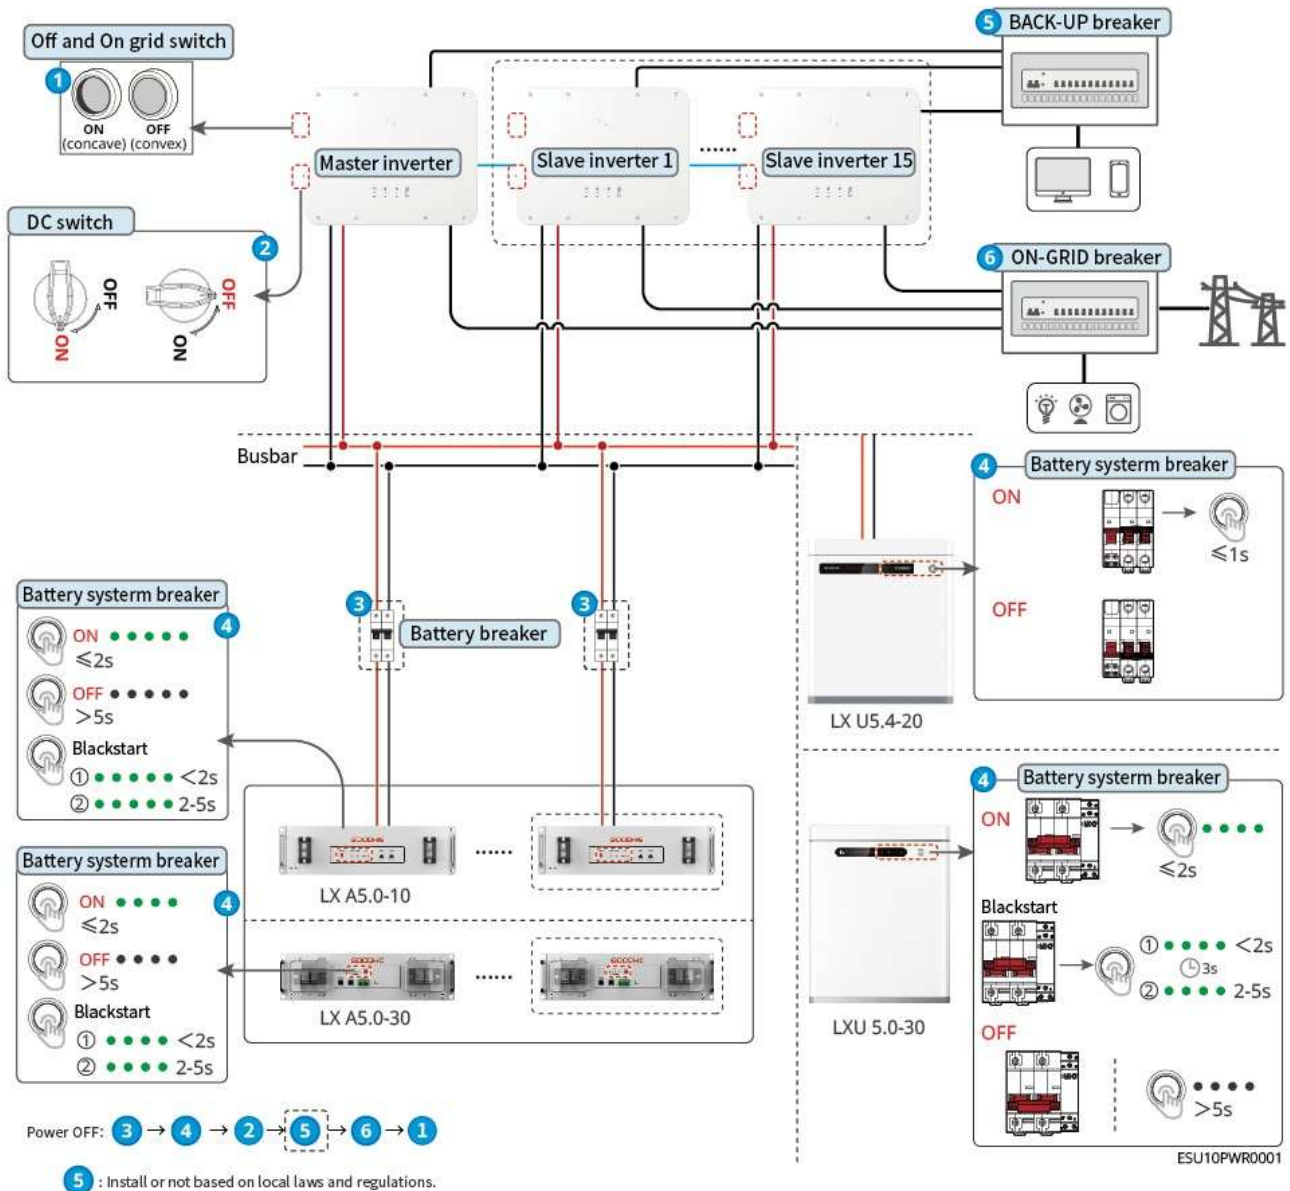 Off and On grid switch
1
ON OFF
(concave) (convex)
DC switch
2
OFF
ON
OFF
ON
Master inverter
Slave inverter 1
......
Slave inverter 15
5 BACK-UP breaker
6 ON-GRID breaker
Busbar
3
Battery breaker
3
Battery systerm breaker
4
ON
≤2s
OFF
>5s
Blackstart
① <2s
② 2-5s
Battery systerm breaker
4
ON
≤2s
OFF
>5s
Blackstart
① <2s
② 2-5s
GOODWE
......
LX A5.0-10
GOODWE
......
LX A5.0-30
LX U5.4-20
4 Battery systerm breaker
ON
≤1s
OFF
LXU 5.0-30
4 Battery systerm breaker
ON
≤2s
Blackstart
① <2s
3s
② 2-5s
OFF
>5s
ESU10PWR0001
Power OFF: 3 → 4 → 2 → 5 → 6 → 1
5 : Install or not based on local laws and regulations.